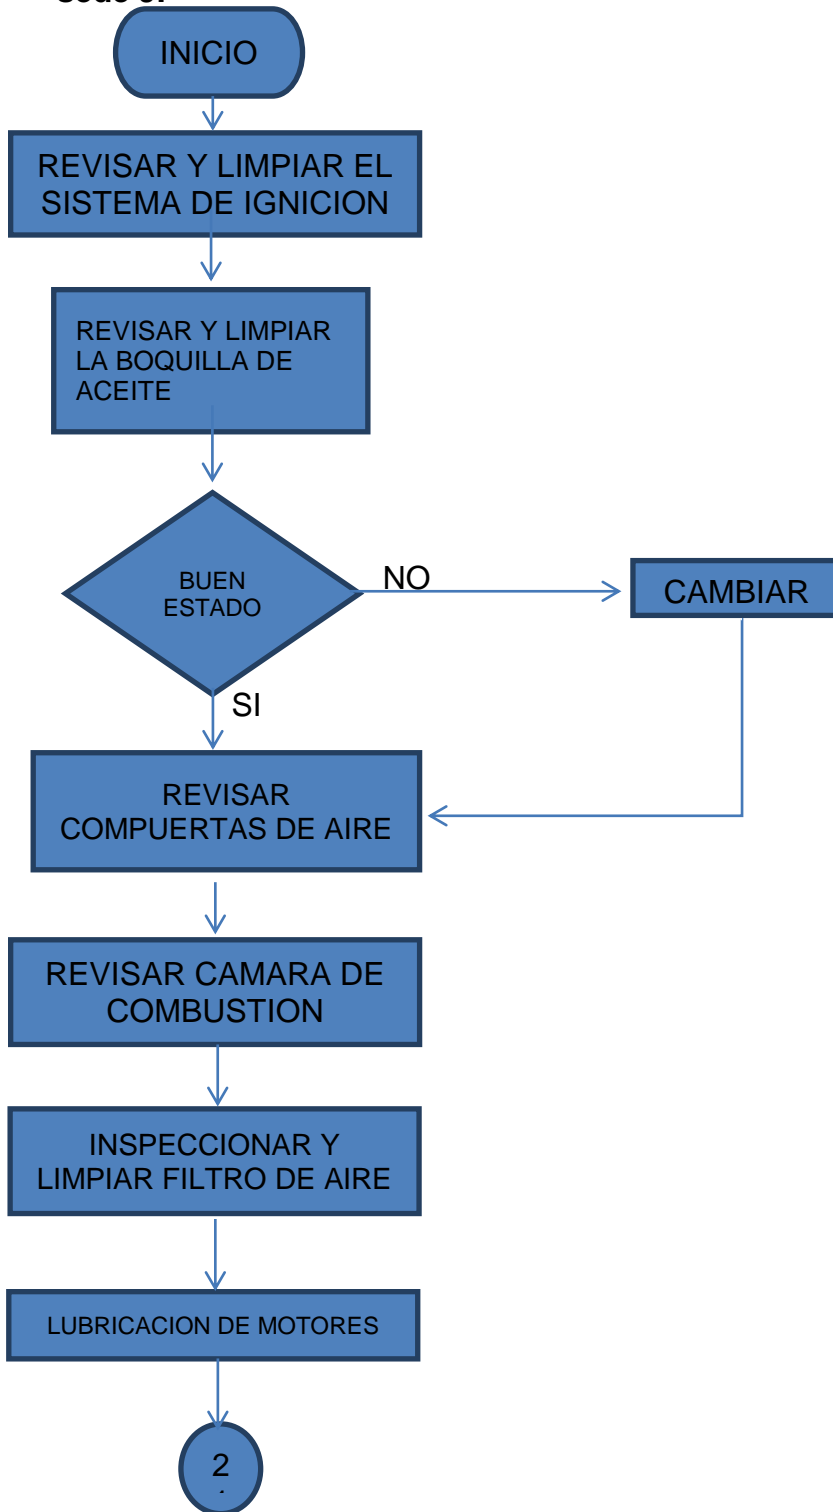 INICIO
REVISAR Y LIMPIAR EL
SISTEMA DE IGNICION
REVISAR Y LIMPIAR
LA BOQUILLA DE
ACEITE
BUEN
ESTADO
NO
CAMBIAR
SI
REVISAR
COMPUERTAS DE AIRE
REVISAR CAMARA DE
COMBUSTION
INSPECCIONAR Y
LIMPIAR FILTRO DE AIRE
LUBRICACION DE MOTORES
2